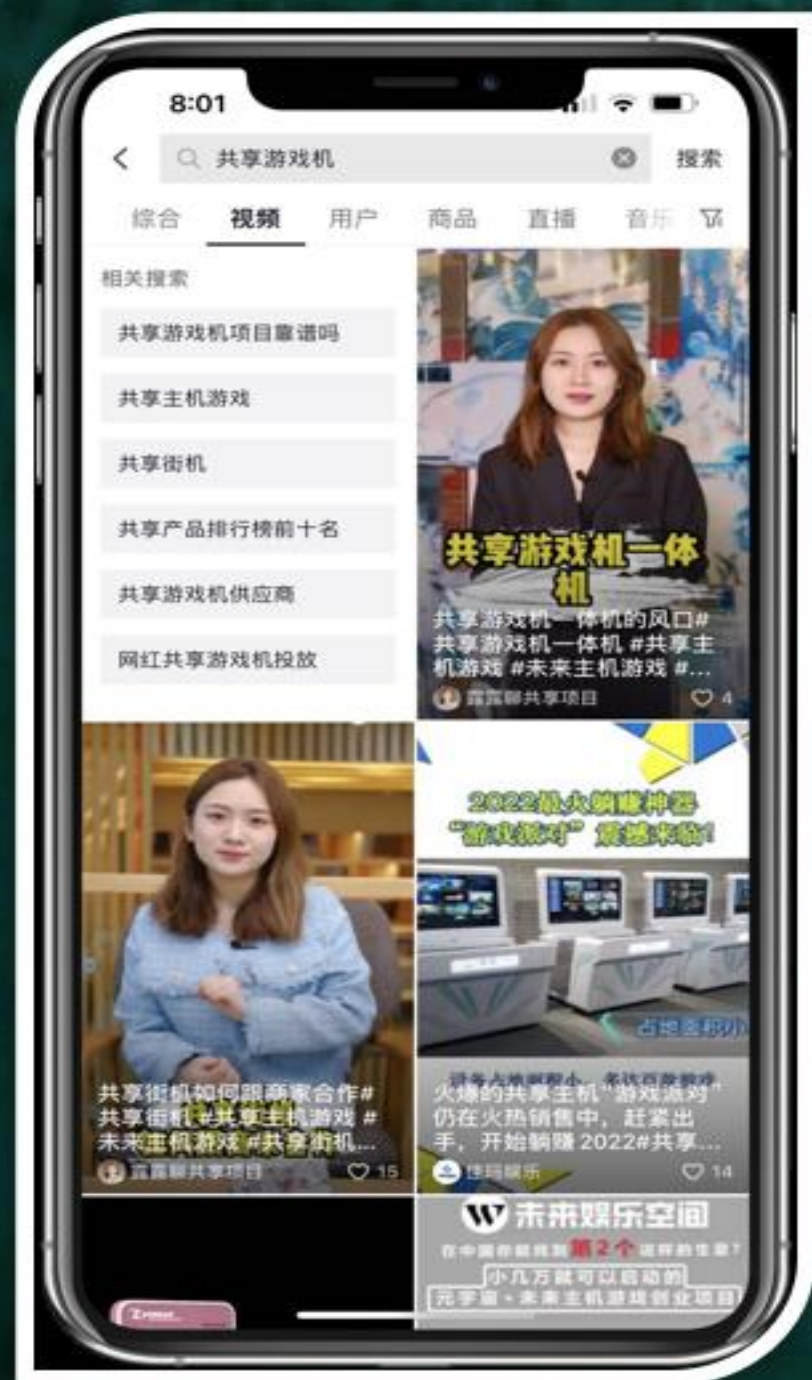 8:01
共享游戏机
搜索
综合 视频 用户 商品 直播 音乐
相关搜索
共享游戏机项目靠谱吗
共享主机游戏
共享街机
共享产品排行榜前十名
共享游戏机供应商
网红共享游戏机投放
共享游戏机一体
机
共享游戏机一体机的风口#
共享游戏机一体机 #共享主
机游戏 #未来主机游戏 #...
露露聊共享项目
4
共享街机如何跟商家合作#
共享街机 #共享主机游戏 #
未来主机游戏 #共享街机...
露露聊共享项目
15
2022最火躺赚神器
“游戏派对”震撼来临!
占地面积小
火爆的共享主机“游戏派对”
仍在火热销售中，赶紧出
手，开始躺赚 2022#共享....
14
W 未来娱乐空间
在中国你能找到第2个这样的生意?
小几万就可以启动的
元宇宙·未来主机游戏创业项目